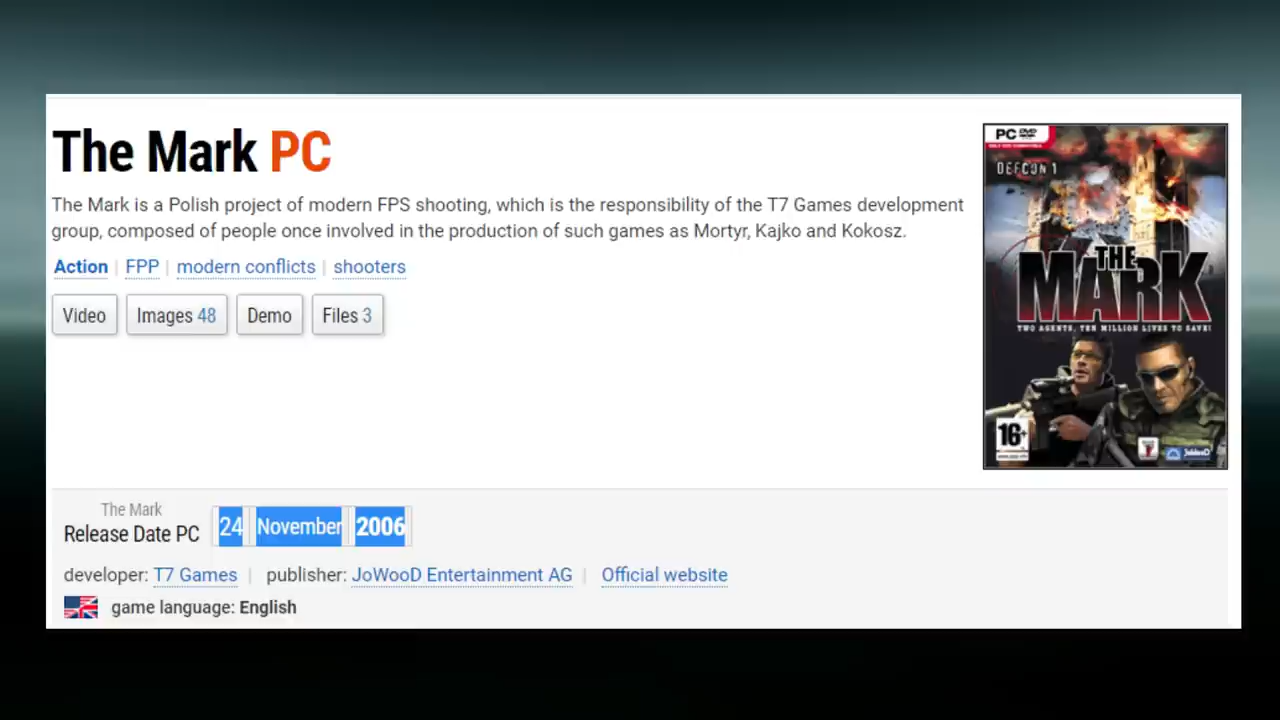 The Mark PC
The Mark is a Polish project of modern FPS shooting, which is the responsibility of the T7 Games development
group, composed of people once involved in the production of such games as Mortyr, Kajko and Kokosz.
Action | FPP | modern conflicts | shooters
Video Images 48 Demo Files 3
PC DVD
DEFCON 1
THE
MARK
TWO AGENTS, TEN MILLION LIVES TO SAVE!
16+
JoWooD
The Mark
Release Date PC 24 November 2006
developer: T7 Games | publisher: JoWooD Entertainment AG | Official website
game language: English